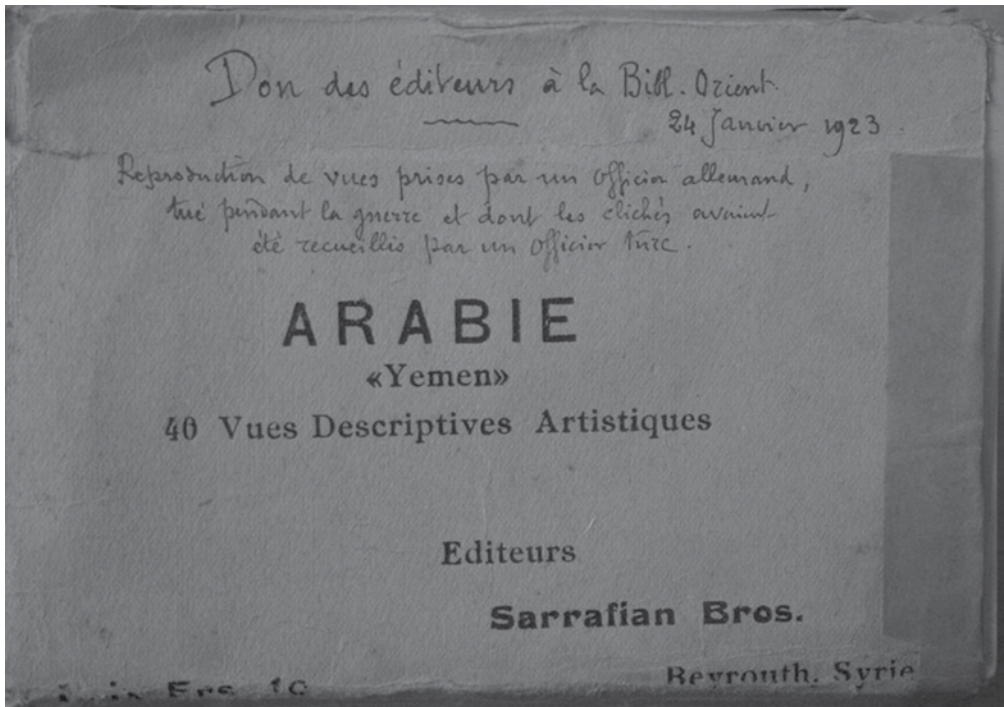 Don des éditeurs à la Bibl. Orient.
24 Janvier 1923.
Reproduction de vues prises par un officier allemand,
tué pendant la guerre et dont les clichés avaient
été recueillis par un officier turc.
ARABIE
«Yemen»
40 Vues Descriptives Artistiques
Editeurs
Sarrafian Bros.
Beyrouth, Syrie
Frs